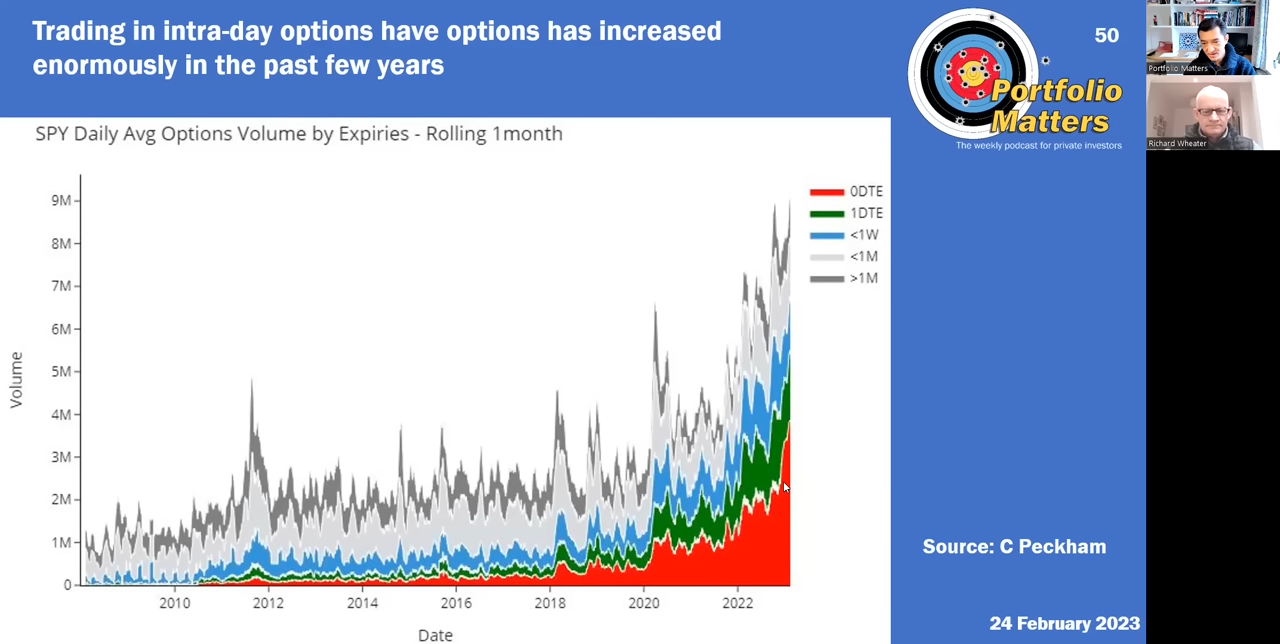 Trading in intra-day options have options has increased
enormously in the past few years
50
Portfolio
Matters
The weekly podcast for private investors
Portfolio Matters
Richard Wheater
SPY Daily Avg Options Volume by Expiries - Rolling 1month
0DTE
1DTE
<1W
<1M
>1M
9M
8M
7M
6M
5M
4M
3M
2M
1M
0
Volume
2010
2012
2014
2016
2018
2020
2022
Date
Source: C Peckham
24 February 2023